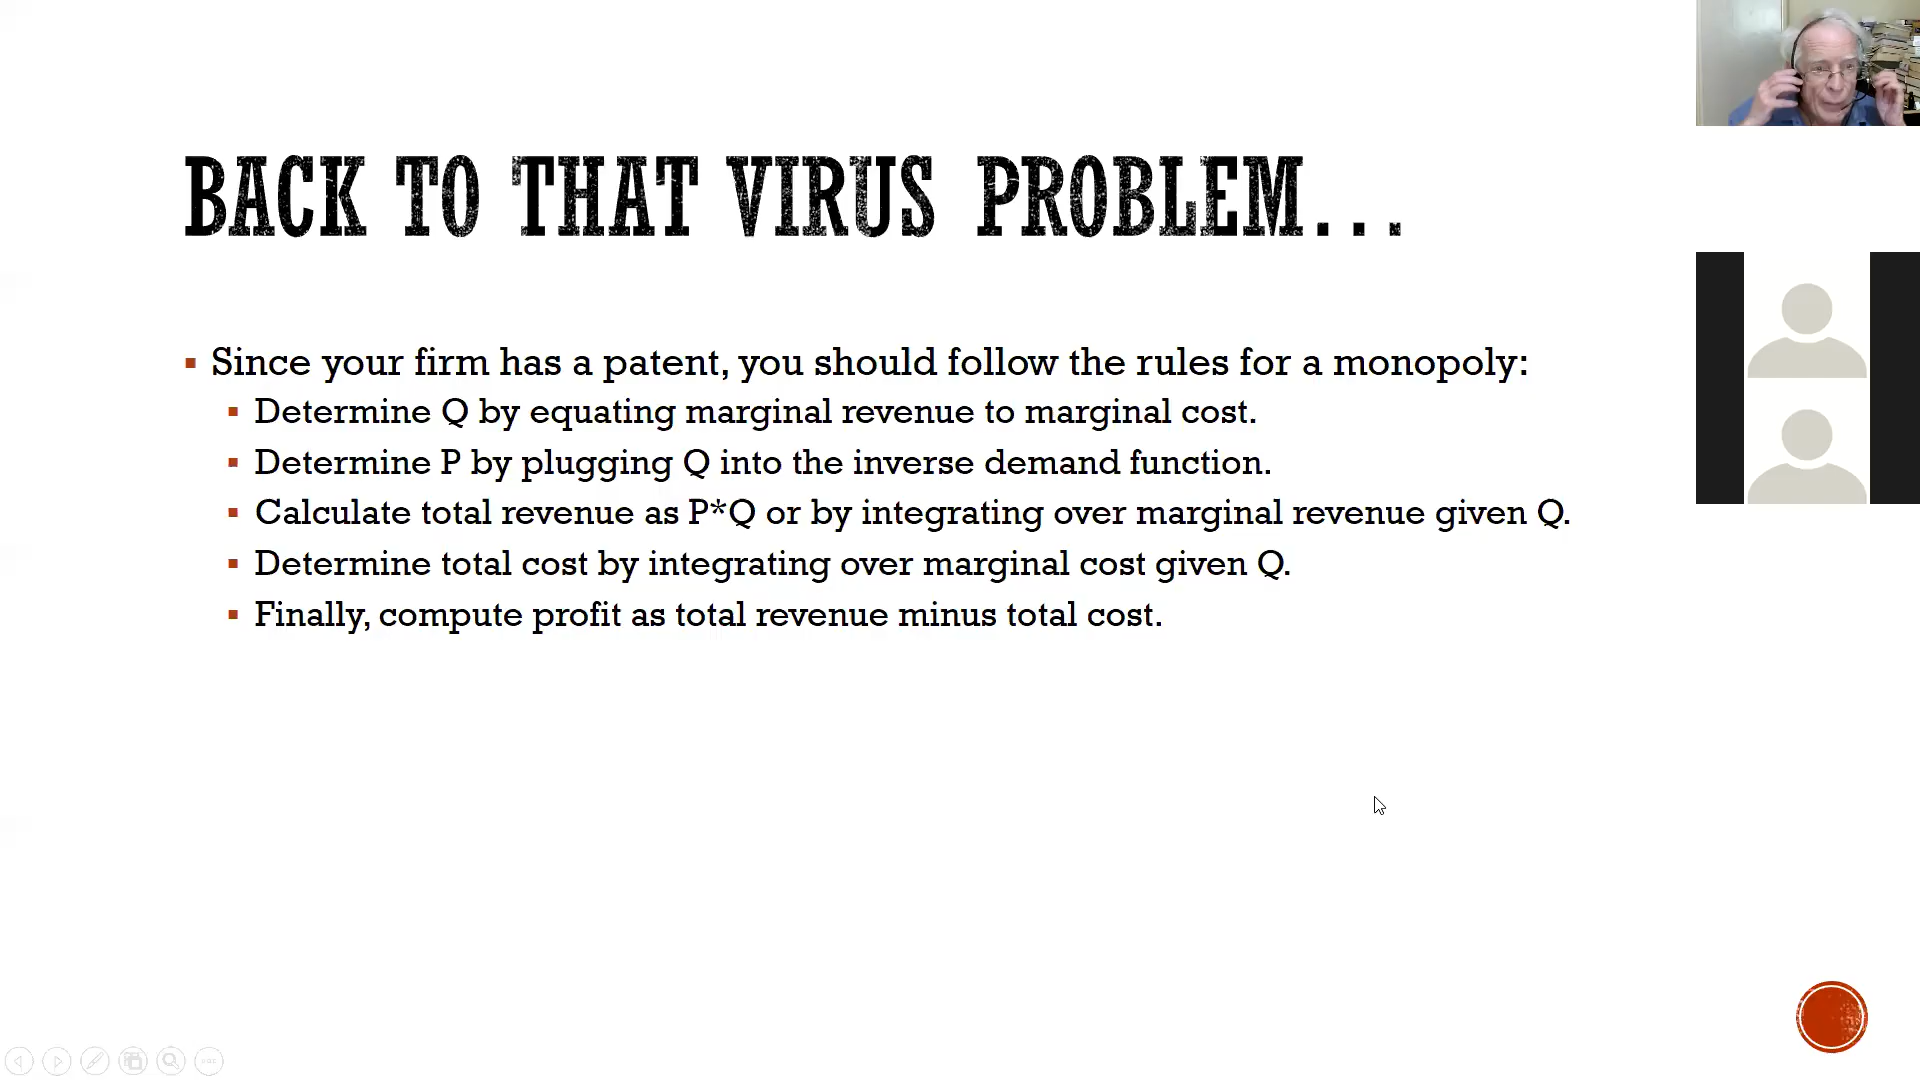 BACK TO THAT VIRUS PROBLEM...
Since your firm has a patent, you should follow the rules for a monopoly:
Determine Q by equating marginal revenue to marginal cost.
Determine P by plugging Q into the inverse demand function.
Calculate total revenue as P*Q or by integrating over marginal revenue given Q.
Determine total cost by integrating over marginal cost given Q.
Finally, compute profit as total revenue minus total cost.